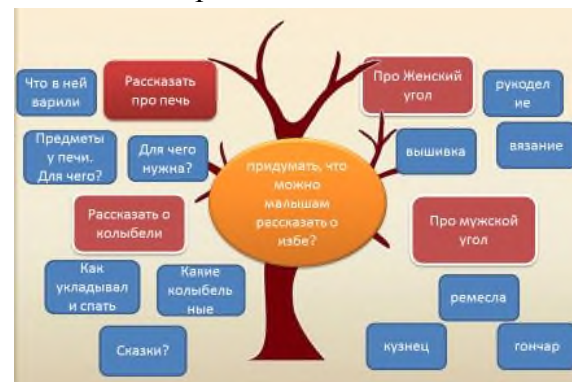 Что в ней
варили
Рассказать
про печь
Предметы
у печи.
Для чего?
Для чего
нужна?
Рассказать о
колыбели
Как
укладывал
и спать
Какие
колыбель
ные
Сказки?
придумать, что
можно
малышам
рассказать о
избе?
Про Женский
угол
рукодел
ие
вышивка
вязание
Про мужской
угол
ремесла
кузнец
гончар